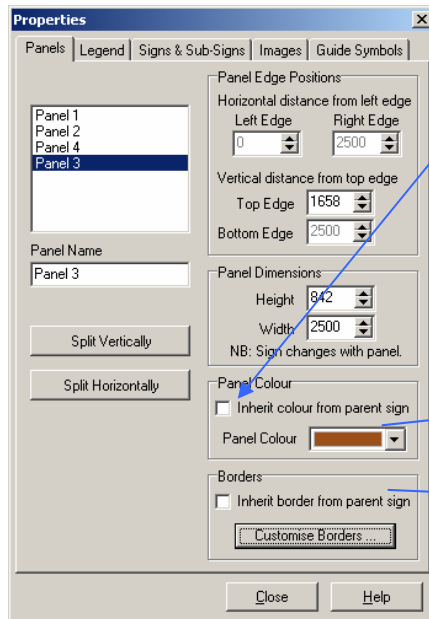 Properties
Panels Legend Signs & Sub-Signs Images Guide Symbols
Panel 1
Panel 2
Panel 4
Panel 3
Panel Name
Panel 3
Split Vertically
Split Horizontally
Panel Edge Positions
Horizontal distance from left edge
Left Edge Right Edge
0 2500
Vertical distance from top edge
Top Edge 1658
Bottom Edge 2500
Panel Dimensions
Height 842
Width 2500
NB: Sign changes with panel.
Panel Colour
Inherit colour from parent sign
Panel Colour
Borders
Inherit border from parent sign
Customise Borders ...
Close Help